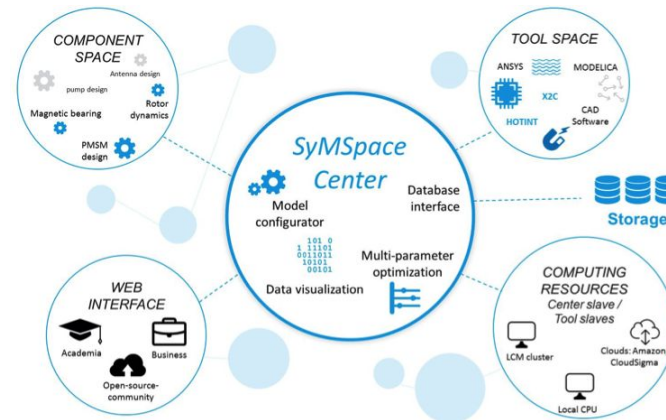 COMPONENT
SPACE
Antenna design
pump design
Magnetic bearing
Rotor
dynamics
PMSM
design
TOOL SPACE
ANSYS
MODELICA
X2C
HOTINT
CAD
Software
SyMSpace
Center
Model
configurator
Database
interface
101 0
1 11101
0011011
10101
00101
Multi-parameter
optimization
Data visualization
Storage
WEB
INTERFACE
Academia
Business
Open-source-
community
COMPUTING
RESOURCES
Center slave /
Tool slaves
LCM cluster
Clouds: Amazon
CloudSigma
Local CPU